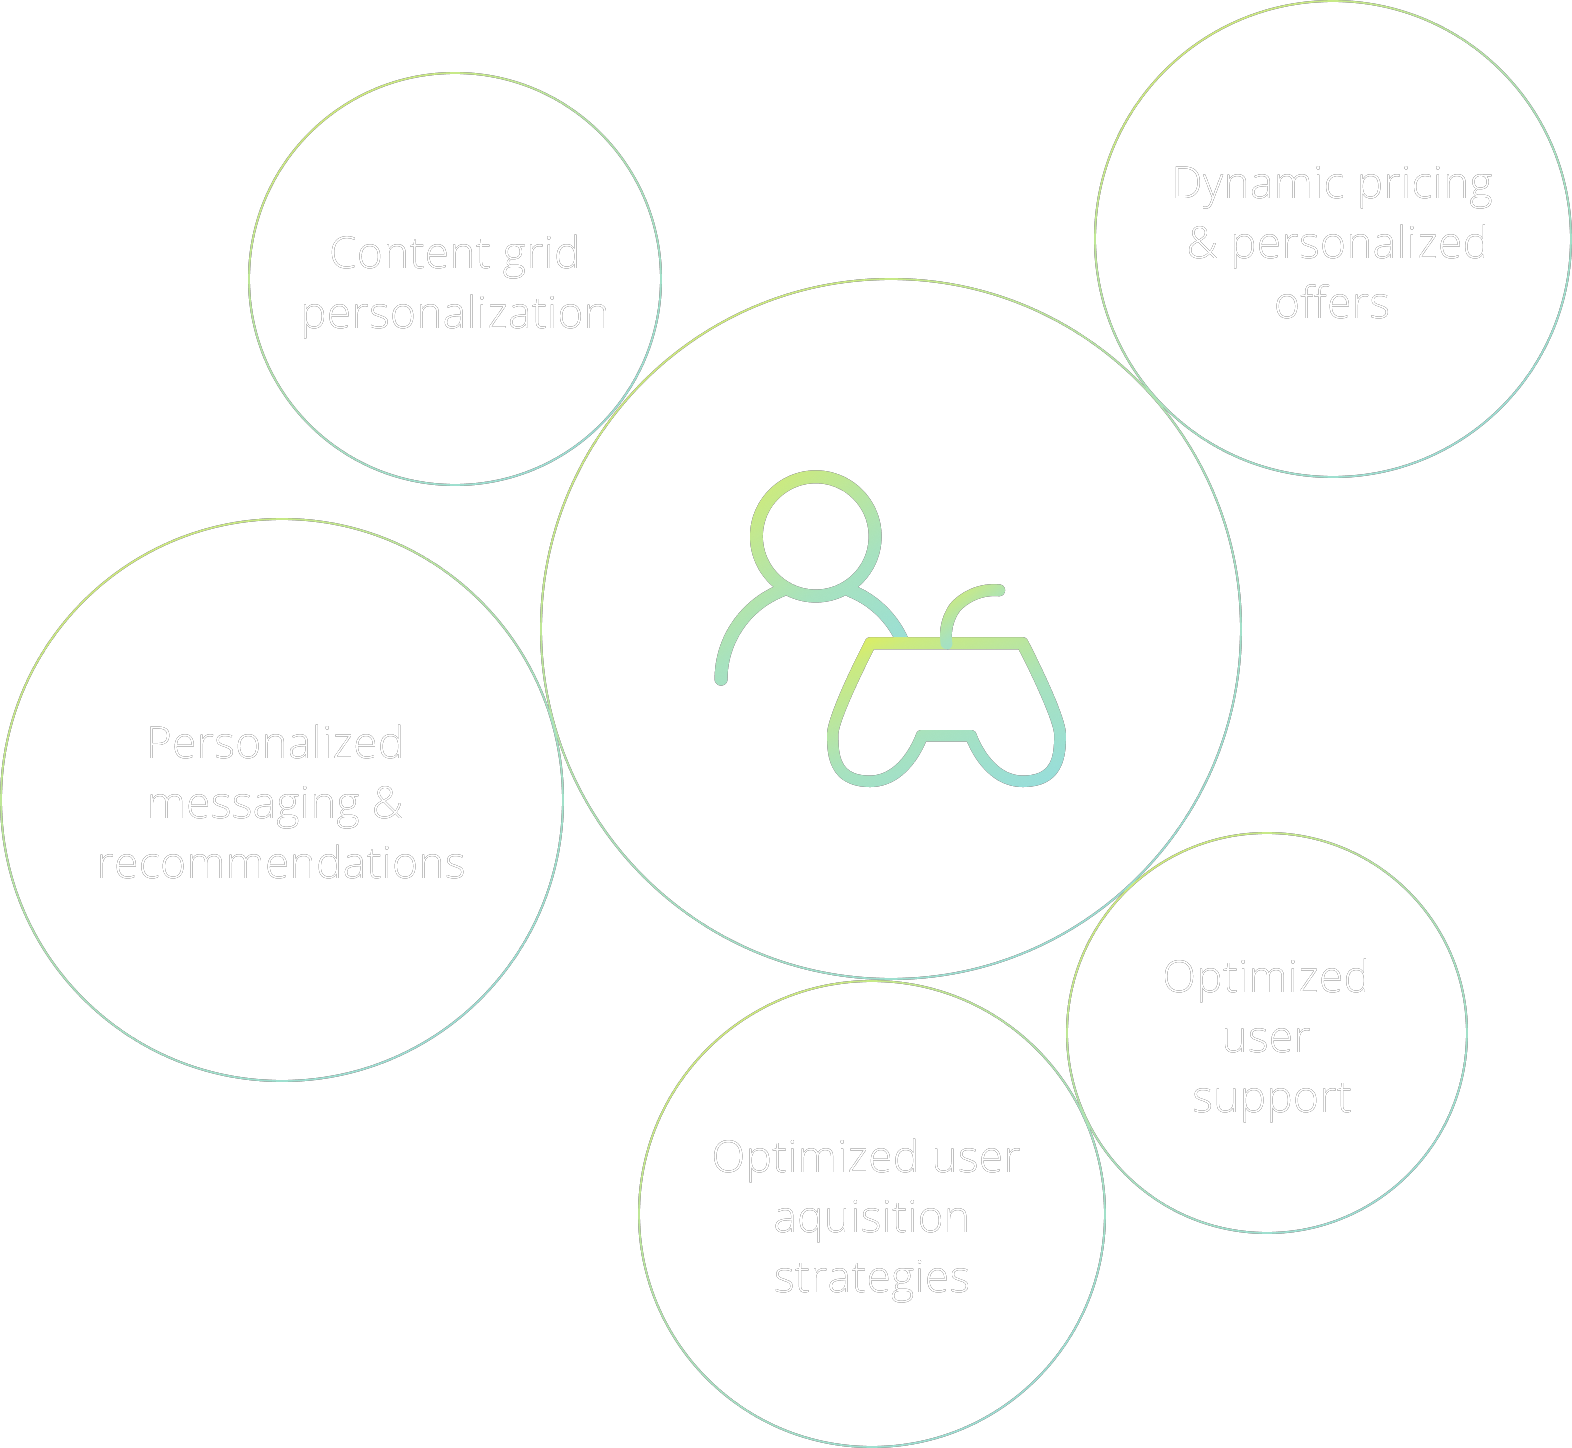 Dynamic pricing
& personalized
offers
Content grid
personalization
Personalized
messaging &
recommendations
Optimized
user
support
Optimized user
aquisition
strategies